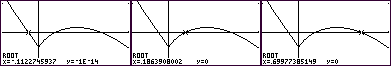 ROOT
x=-.1122745937 y=-1E-14
ROOT
x=.1863908002 y=0
ROOT
x=.69977385149 y=0